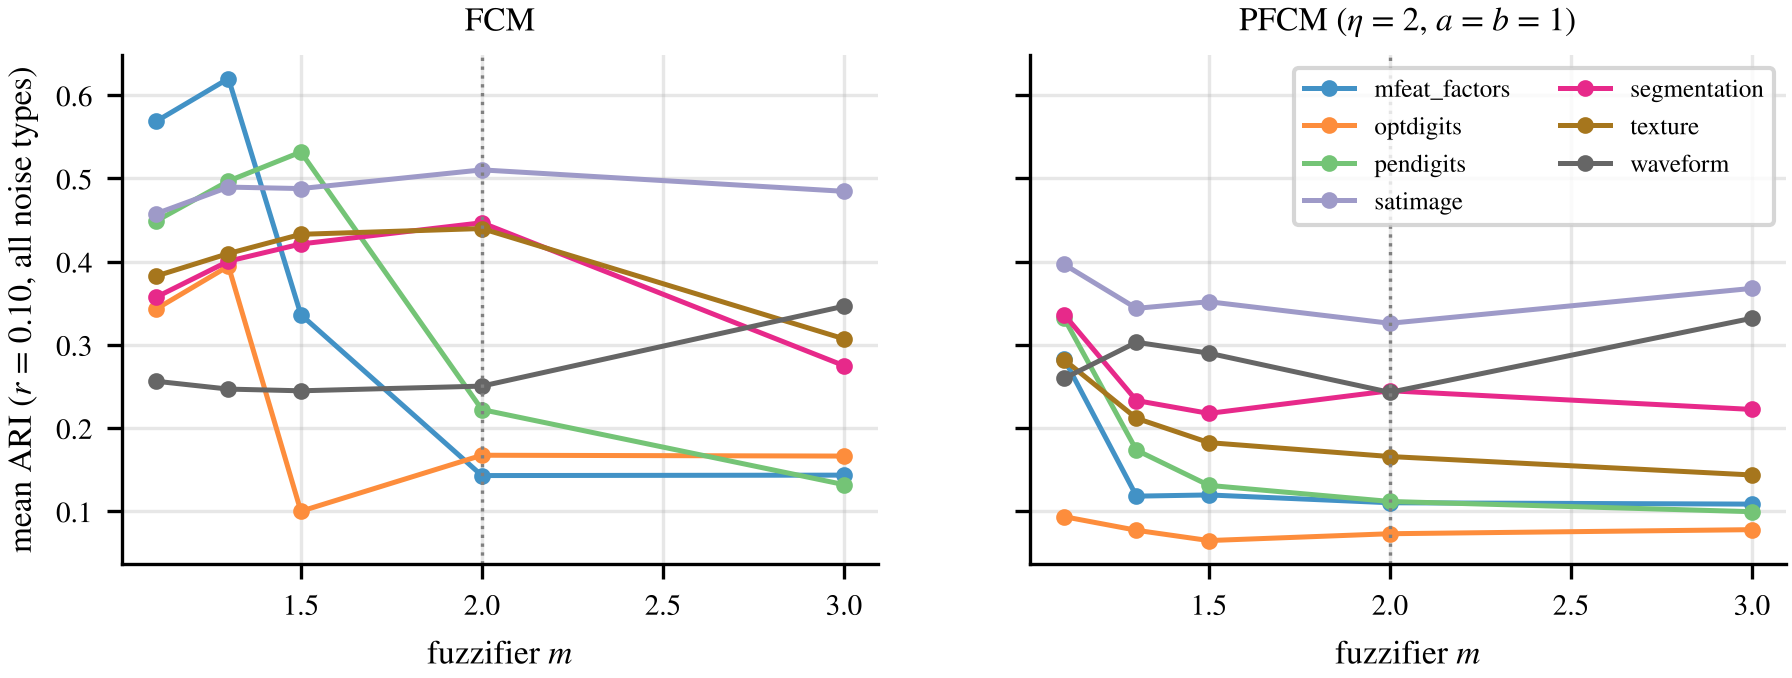 FCM
PFCM (η = 2, a = b = 1)
mean ARI (r = 0.10, all noise types)
0.6
0.5
0.4
0.3
0.2
0.1
mfeat_factors
optdigits
pendigits
satimage
segmentation
texture
waveform
1.5 2.0 2.5 3.0
1.5 2.0 2.5 3.0
fuzzifier m
fuzzifier m